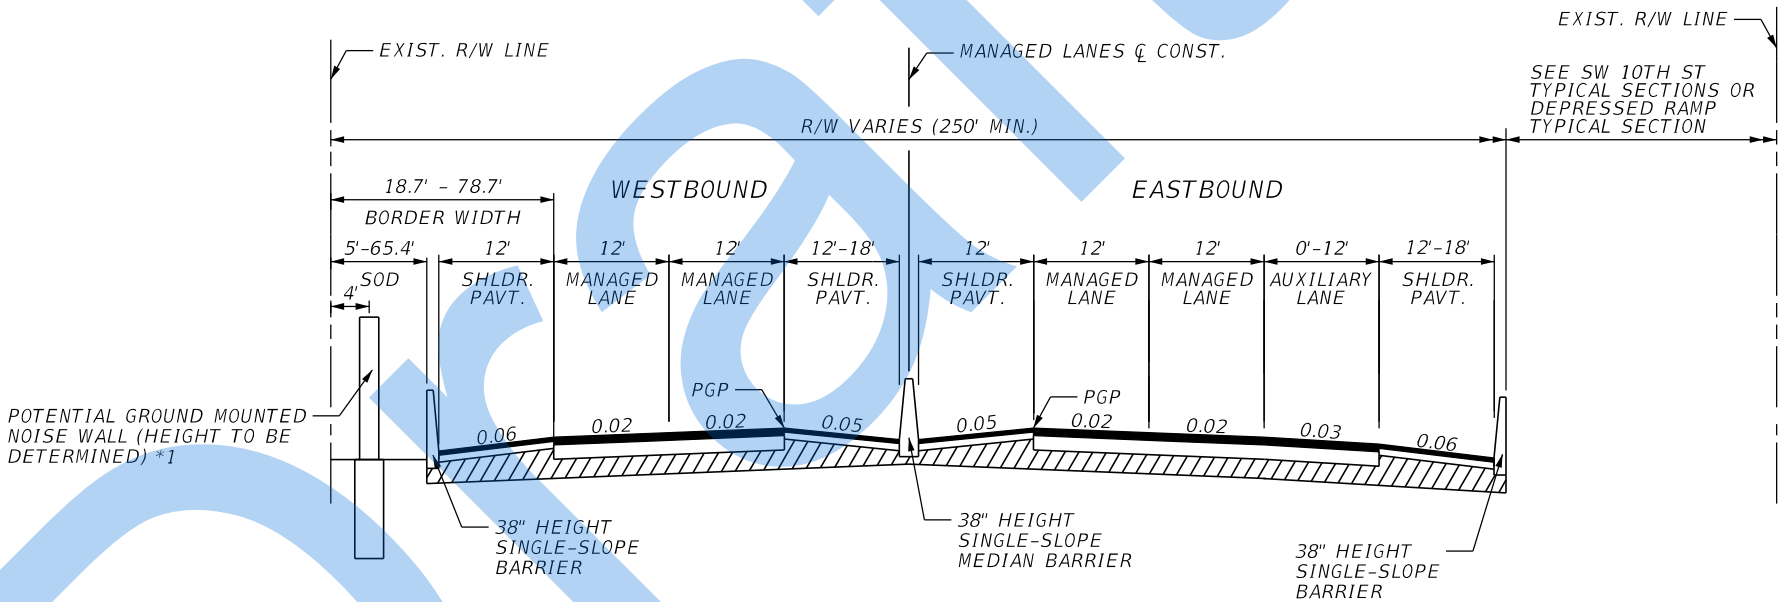 EXIST. R/W LINE
EXIST. R/W LINE
MANAGED LANES ℄ CONST.
SEE SW 10TH ST
TYPICAL SECTIONS OR
DEPRESSED RAMP
TYPICAL SECTION
R/W VARIES (250' MIN.)
18.7' - 78.7'
BORDER WIDTH
WESTBOUND
EASTBOUND
5'-65.4'
SOD
4'
12'
SHLDR.
PAVT.
12'
MANAGED
LANE
12'
MANAGED
LANE
12'-18'
SHLDR.
PAVT.
12'
SHLDR.
PAVT.
12'
MANAGED
LANE
12'
MANAGED
LANE
0'-12'
AUXILIARY
LANE
12'-18'
SHLDR.
PAVT.
PGP
PGP
0.06
0.02
0.02
0.05
0.05
0.02
0.02
0.03
0.06
POTENTIAL GROUND MOUNTED
NOISE WALL (HEIGHT TO BE
DETERMINED) *1
38" HEIGHT
SINGLE-SLOPE
BARRIER
38" HEIGHT
SINGLE-SLOPE
MEDIAN BARRIER
38" HEIGHT
SINGLE-SLOPE
BARRIER